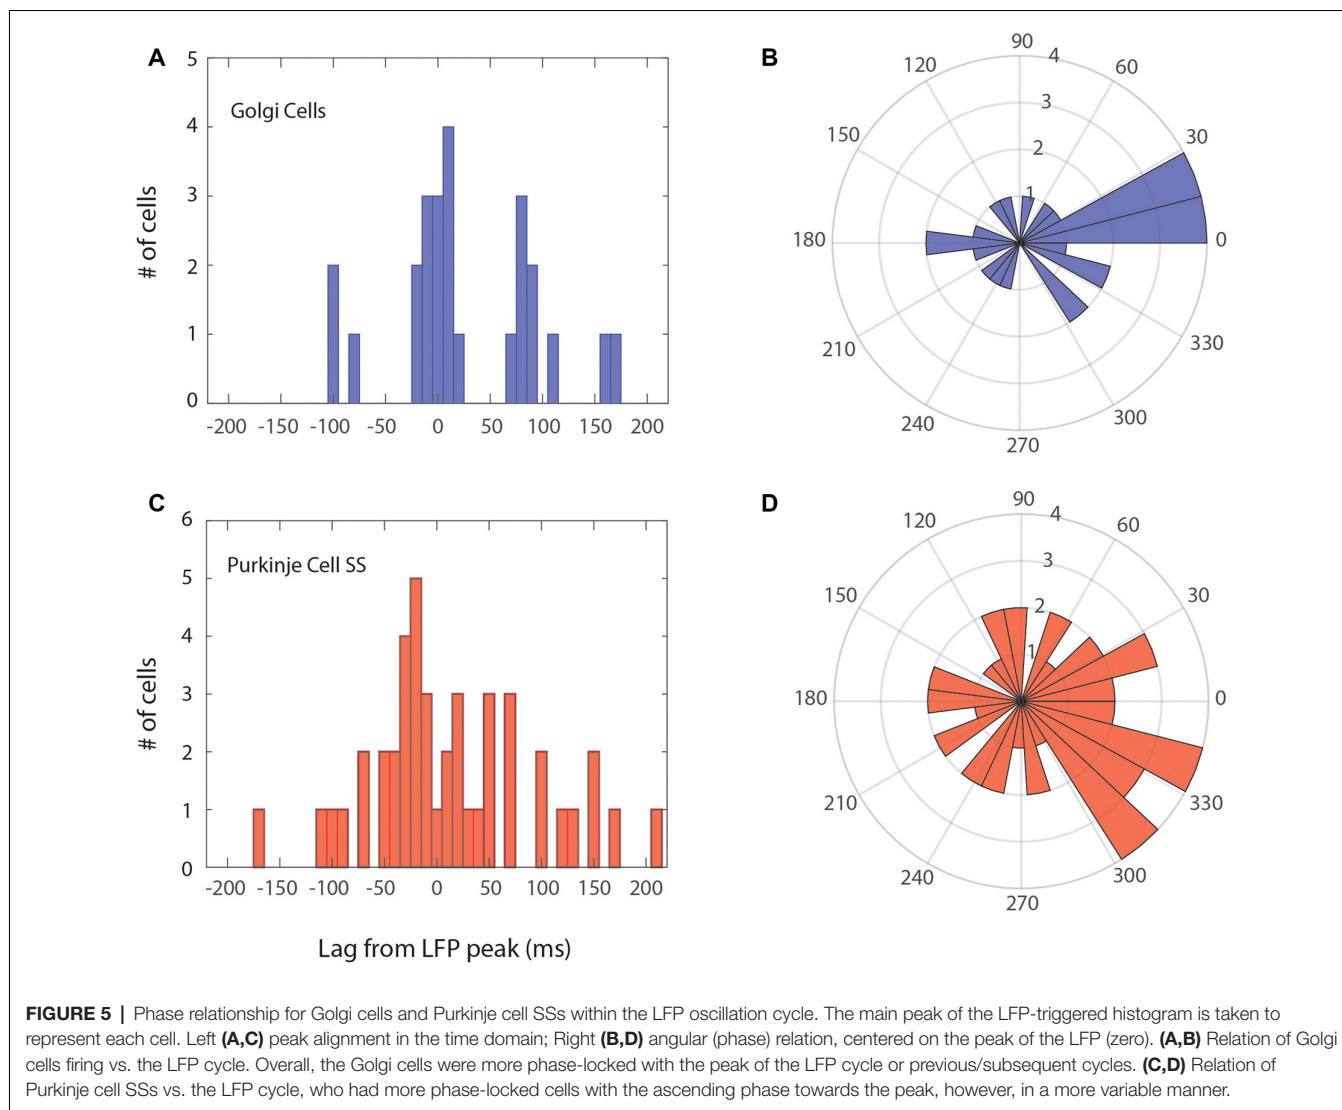 A
5
4
3
2
1
0
# of cells
Golgi Cells
-200 -150 -100 -50 0 50 100 150 200
B
90
120 60
150 30
180 0
210 330
240 300
270
4
3
2
1
C
6
5
4
3
2
1
0
# of cells
Purkinje Cell SS
-200 -150 -100 -50 0 50 100 150 200
Lag from LFP peak (ms)
D
90
120 60
150 30
180 0
210 330
240 300
270
4
3
2
1
FIGURE 5 | Phase relationship for Golgi cells and Purkinje cell SSs within the LFP oscillation cycle. The main peak of the LFP-triggered histogram is taken to
represent each cell. Left (A,C) peak alignment in the time domain; Right (B,D) angular (phase) relation, centered on the peak of the LFP (zero). (A,B) Relation of Golgi
cells firing vs. the LFP cycle. Overall, the Golgi cells were more phase-locked with the peak of the LFP cycle or previous/subsequent cycles. (C,D) Relation of
Purkinje cell SSs vs. the LFP cycle, who had more phase-locked cells with the ascending phase towards the peak, however, in a more variable manner.